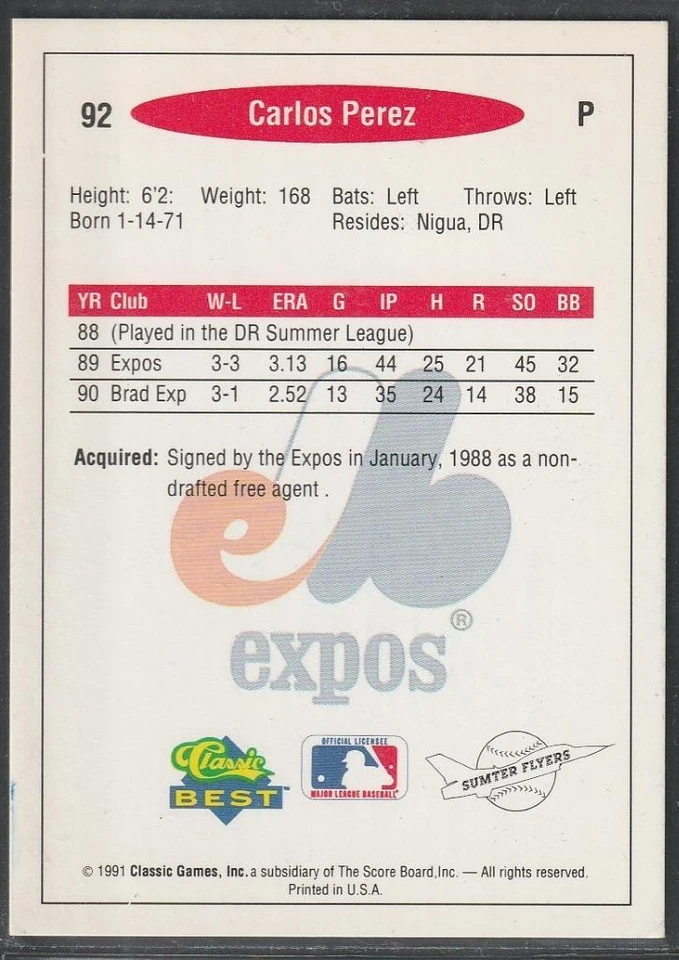 92 Carlos Perez P
Height: 6'2: Weight: 168 Bats: Left Throws: Left
Born 1-14-71 Resides: Nigua, DR
YR Club W-L ERA G IP H R SO BB
88 (Played in the DR Summer League)
89 Expos 3-3 3.13 16 44 25 21 45 32
90 Brad Exp 3-1 2.52 13 35 24 14 38 15
Acquired: Signed by the Expos in January, 1988 as a non-
drafted free agent .
expos ®
Classic
BEST™
OFFICIAL LICENSEE
MAJOR LEAGUE BASEBALL
SUMTER FLYERS
© 1991 Classic Games, Inc. a subsidiary of The Score Board,Inc. — All rights reserved.
Printed in U.S.A.